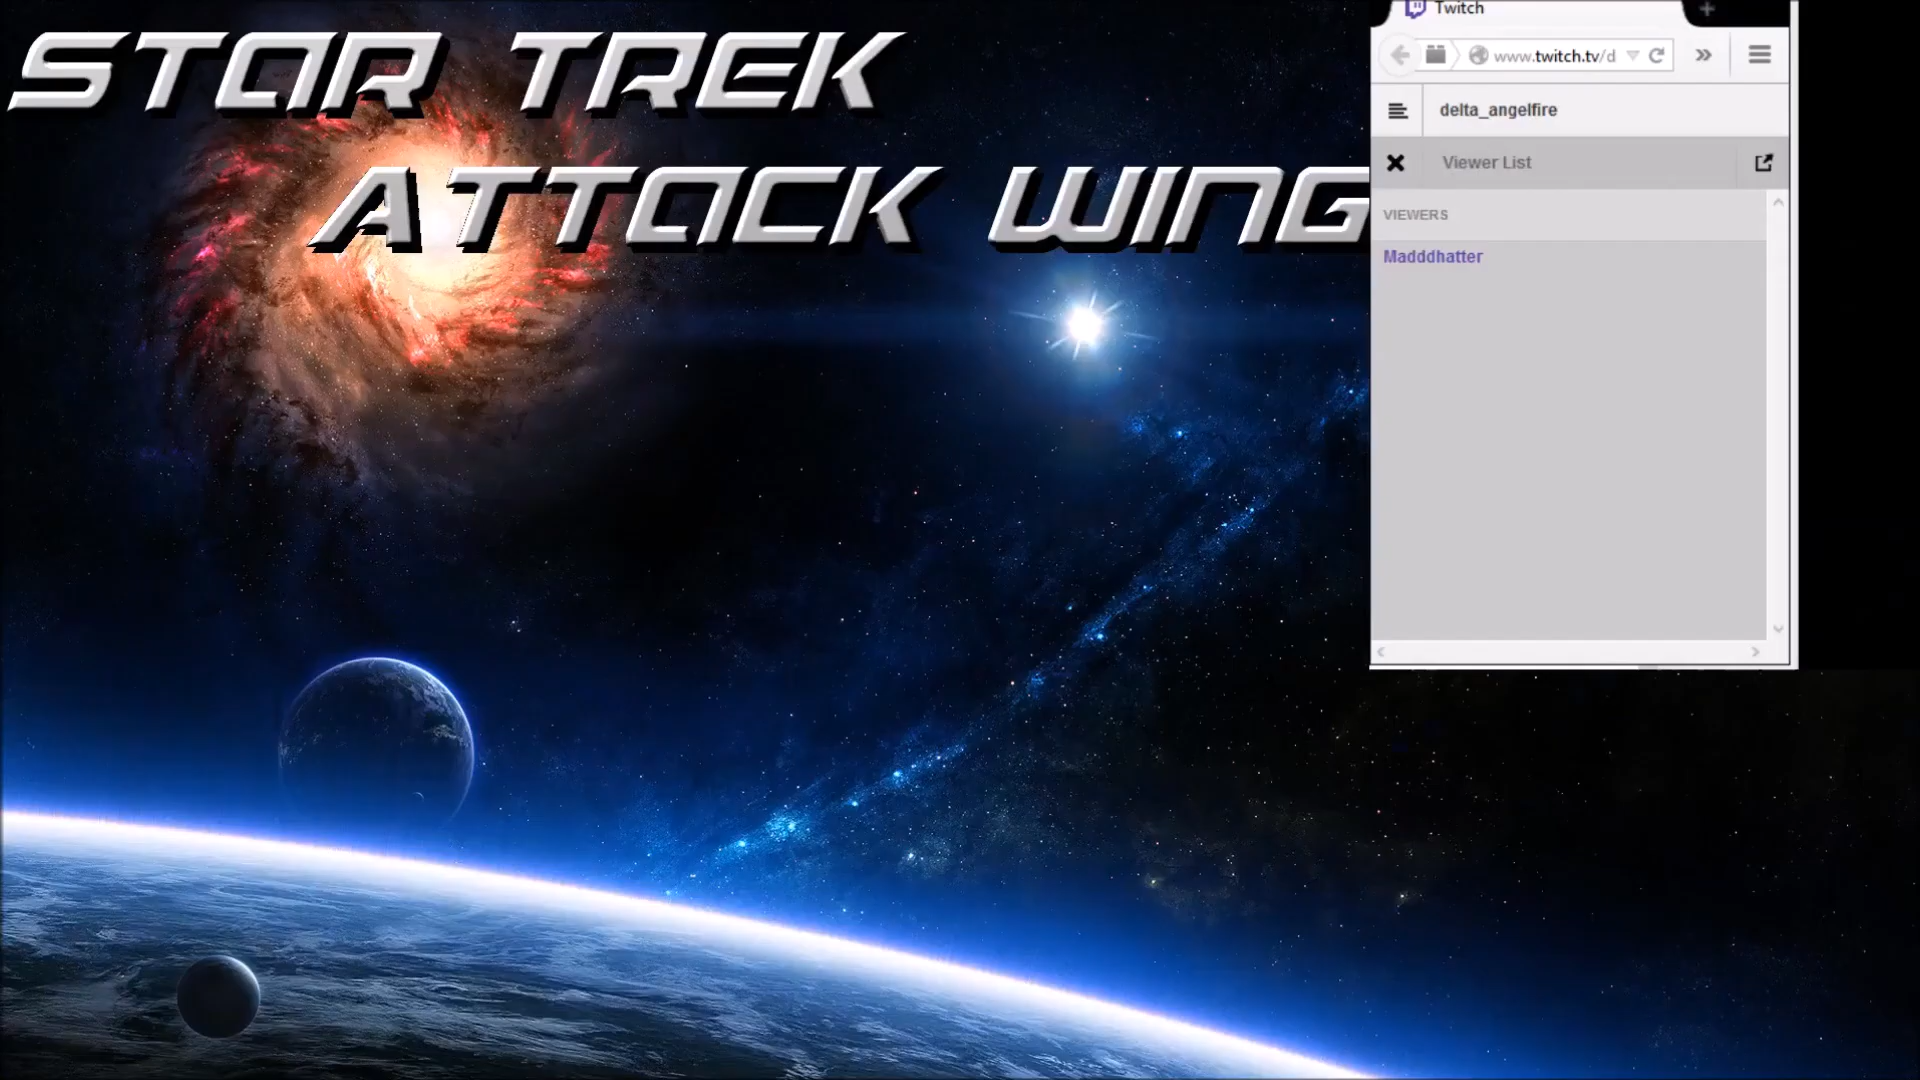 STAR TREK
ATTACK WING
Twitch
www.twitch.tv/d
delta_angelfire
Viewer List
VIEWERS
Madddhatter